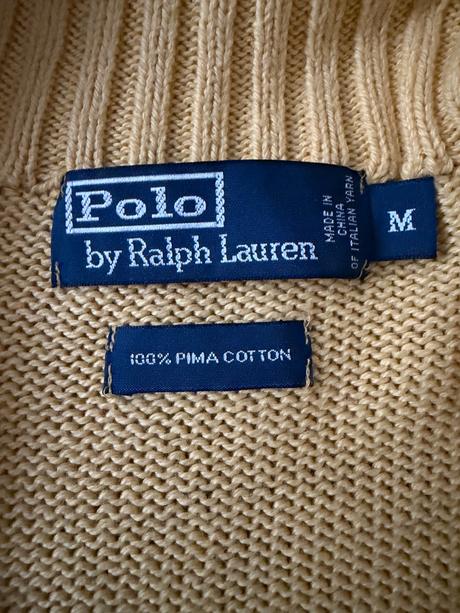 Polo
by Ralph Lauren
MADE IN
CHINA
OF ITALIAN YARN
M
100% PIMA COTTON